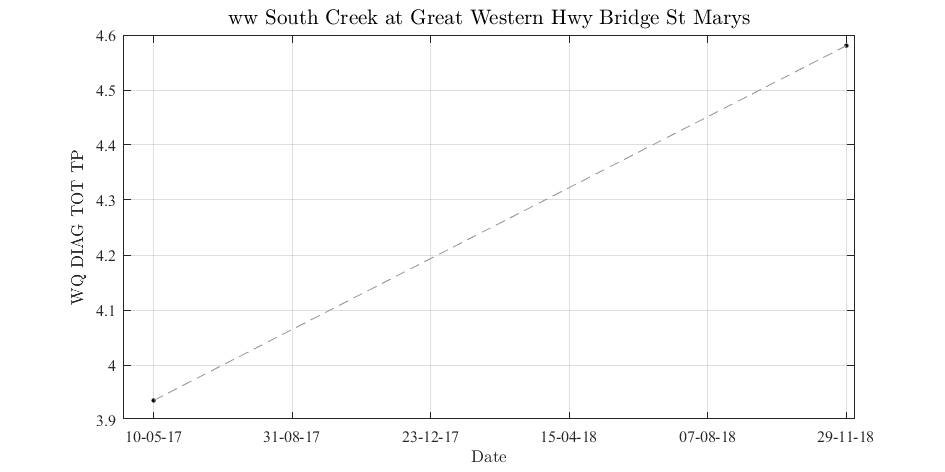 ww South Creek at Great Western Hwy Bridge St Marys
4.6
4.5
4.4
4.3
4.2
4.1
4
3.9
WQ DIAG TOT TP
10-05-17 31-08-17 23-12-17 15-04-18 07-08-18 29-11-18
Date